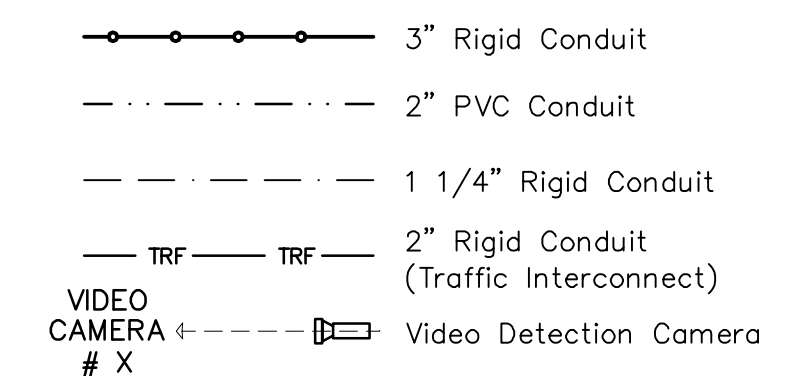 3” Rigid Conduit
2” PVC Conduit
1 1/4” Rigid Conduit
TRF TRF
2” Rigid Conduit
(Traffic Interconnect)
VIDEO
CAMERA
# X
Video Detection Camera